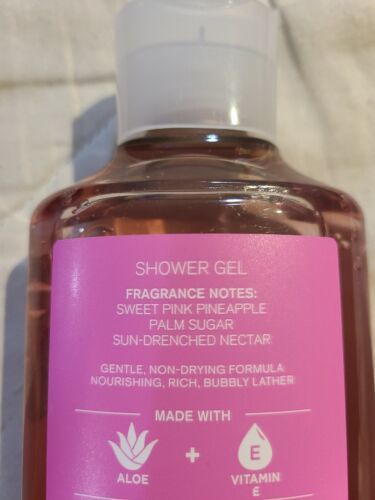 SHOWER GEL
FRAGRANCE NOTES:
SWEET PINK PINEAPPLE
PALM SUGAR
SUN-DRENCHED NECTAR
GENTLE, NON-DRYING FORMULA
NOURISHING, RICH, BUBBLY LATHER
MADE WITH
ALOE + E VITAMIN
E